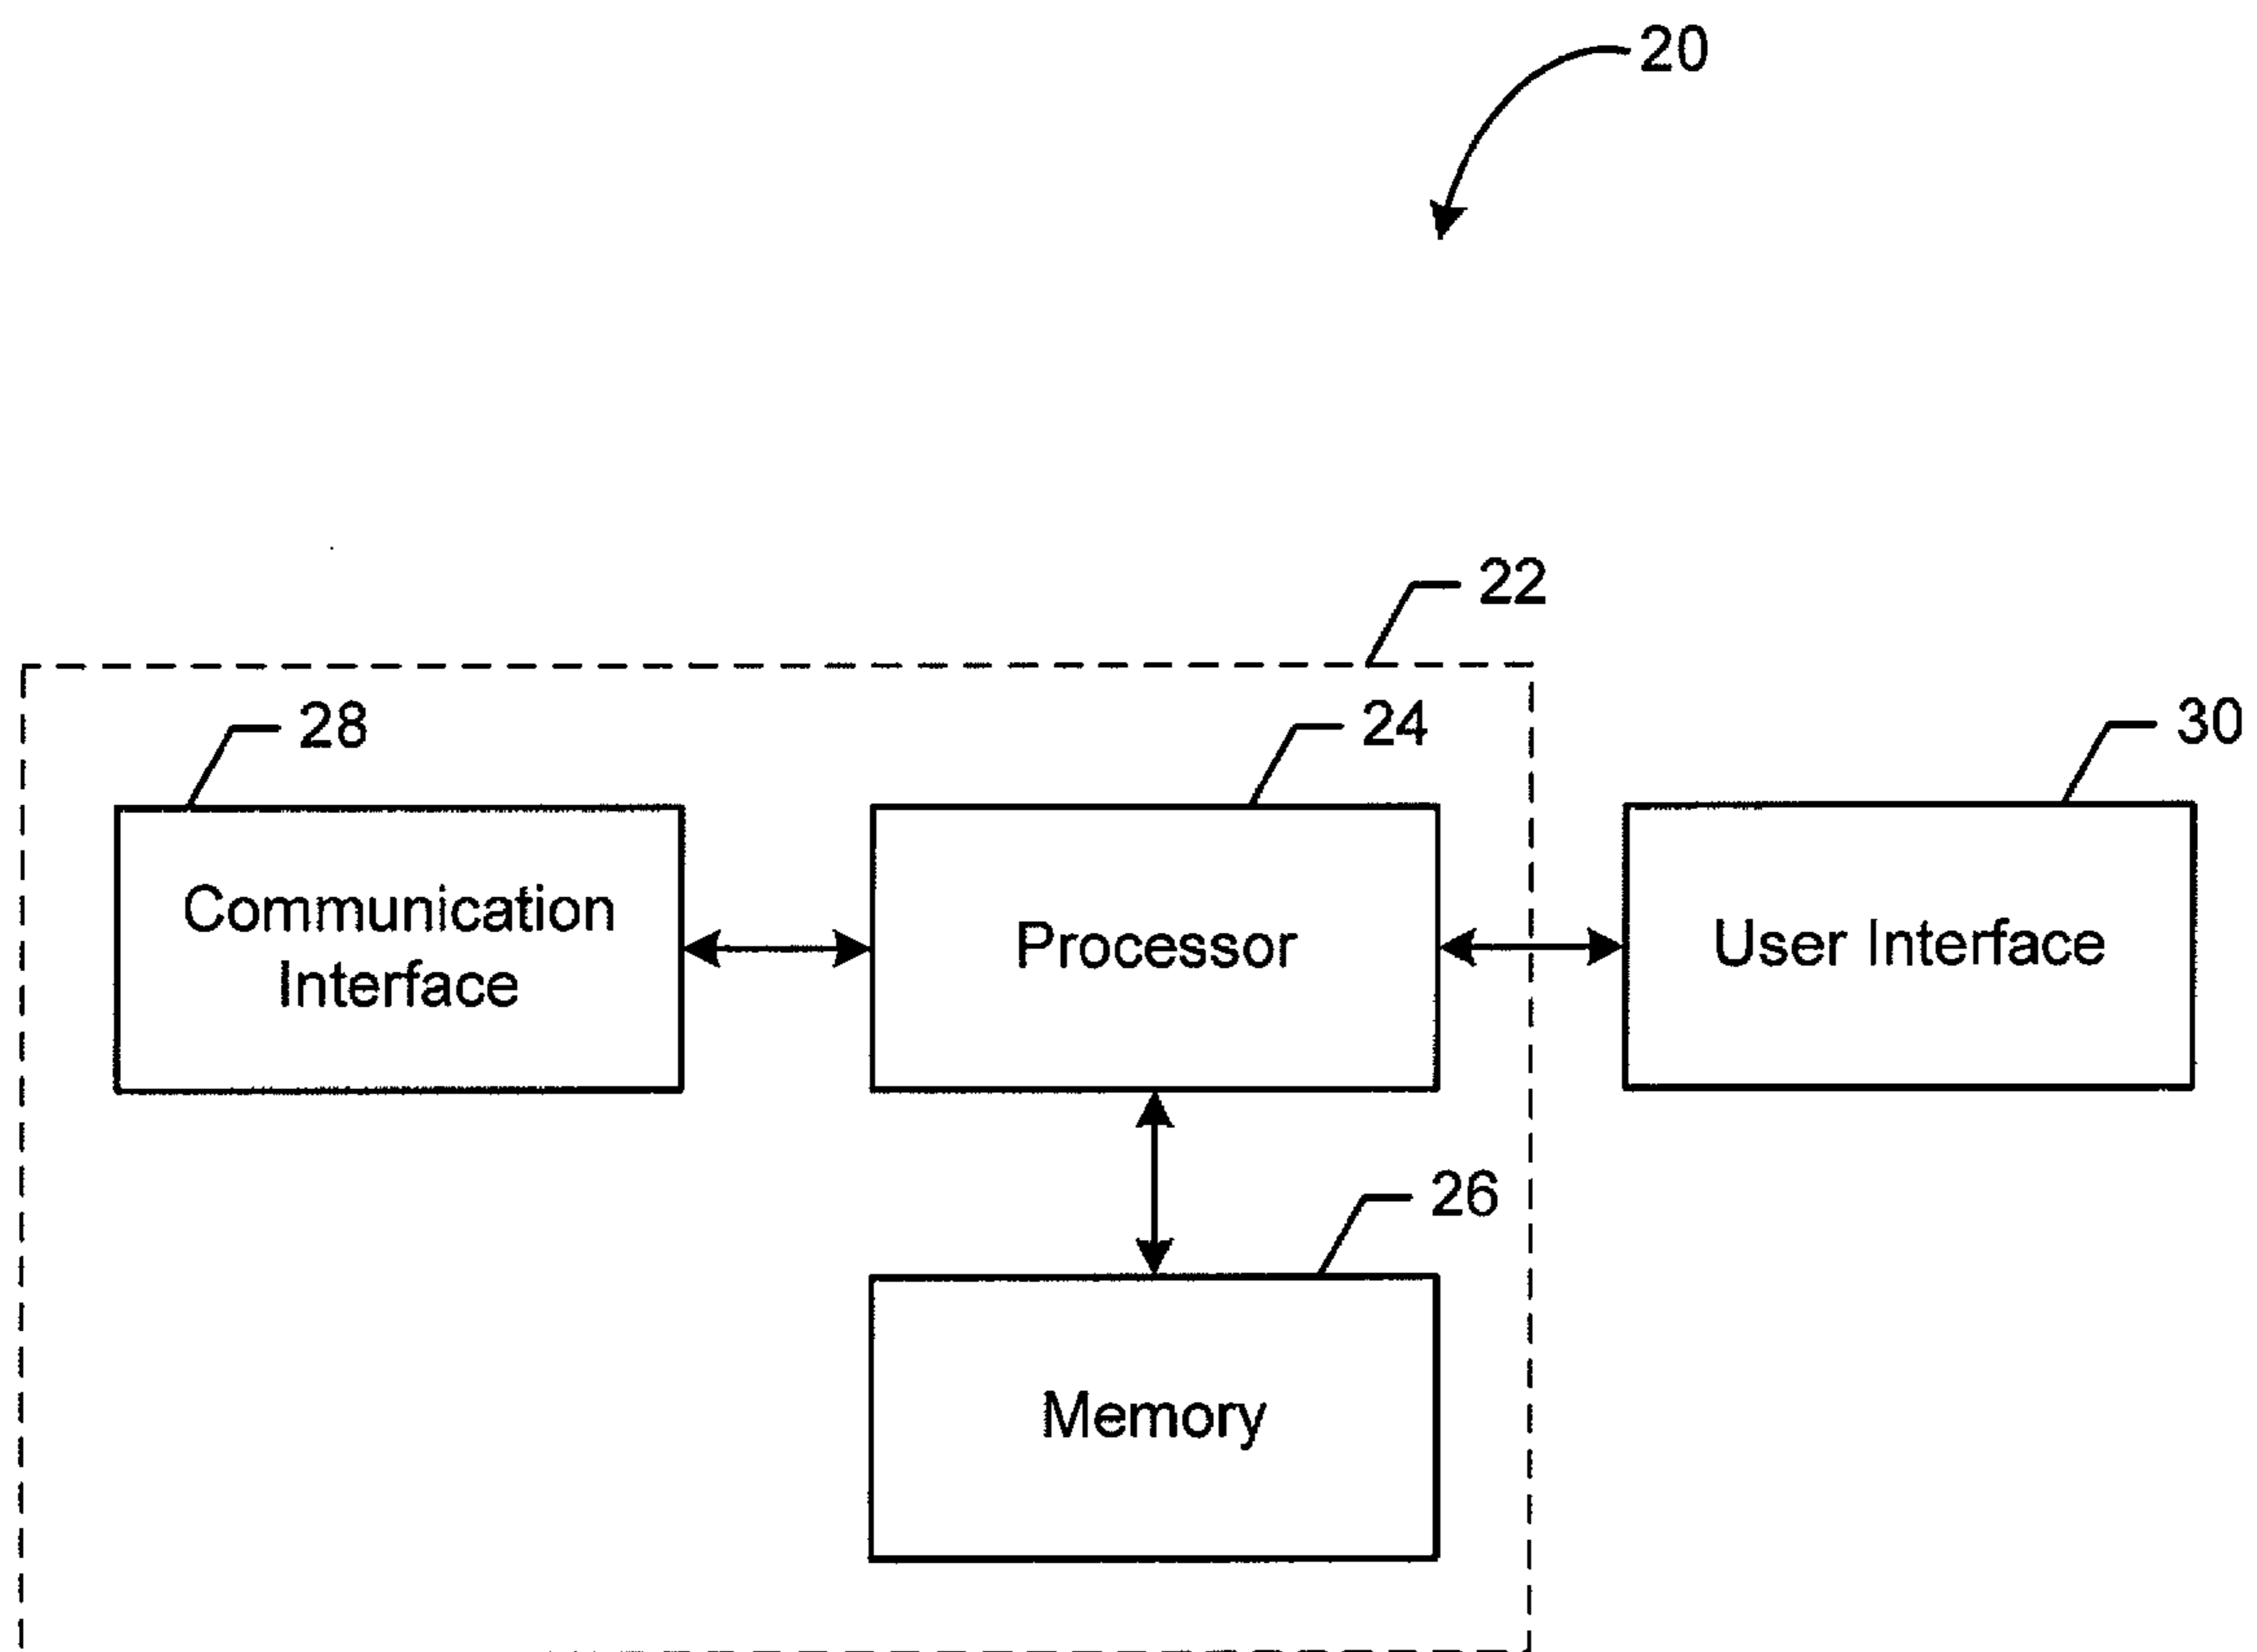 20
22
28
24
30
Communication
Interface
Processor
User Interface
26
Memory